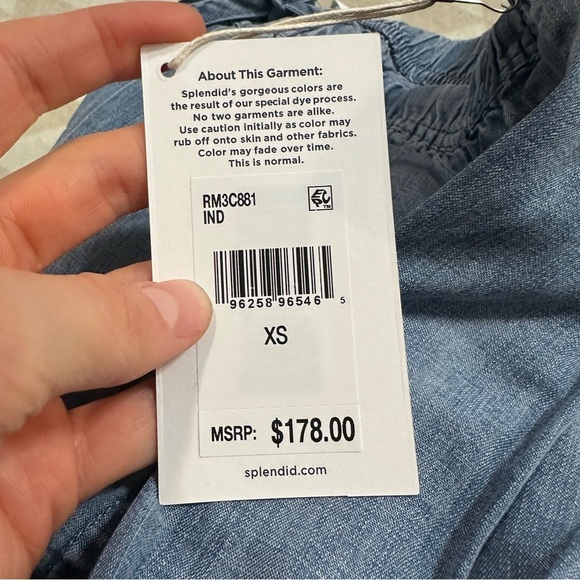 About This Garment:
Splendid's gorgeous colors are
the result of our special dye process.
No two garments are alike.
Use caution initially as color may
rub off onto skin and other fabrics.
Color may fade over time.
This is normal.
RM3C881
IND
96258 96546 5
XS
MSRP: $178.00
splendid.com